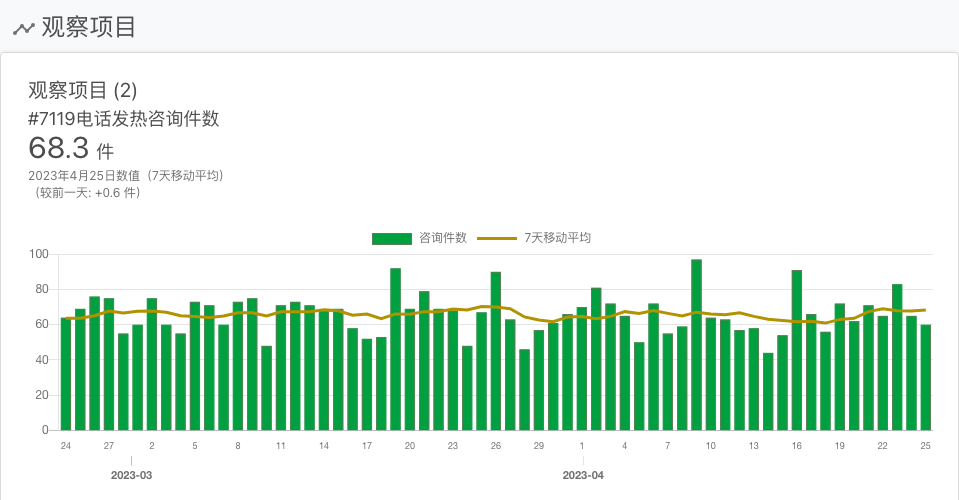 观察项目
观察项目 (2)
#7119电话发热咨询件数
68.3 件
2023年4月25日数值（7天移动平均）
（较前一天: +0.6 件）
咨询件数 7天移动平均
100
80
60
40
20
0
24 27 2 5 8 11 14 17 20 23 26 29 1 4 7 10 13 16 19 22 25
2023-03 2023-04